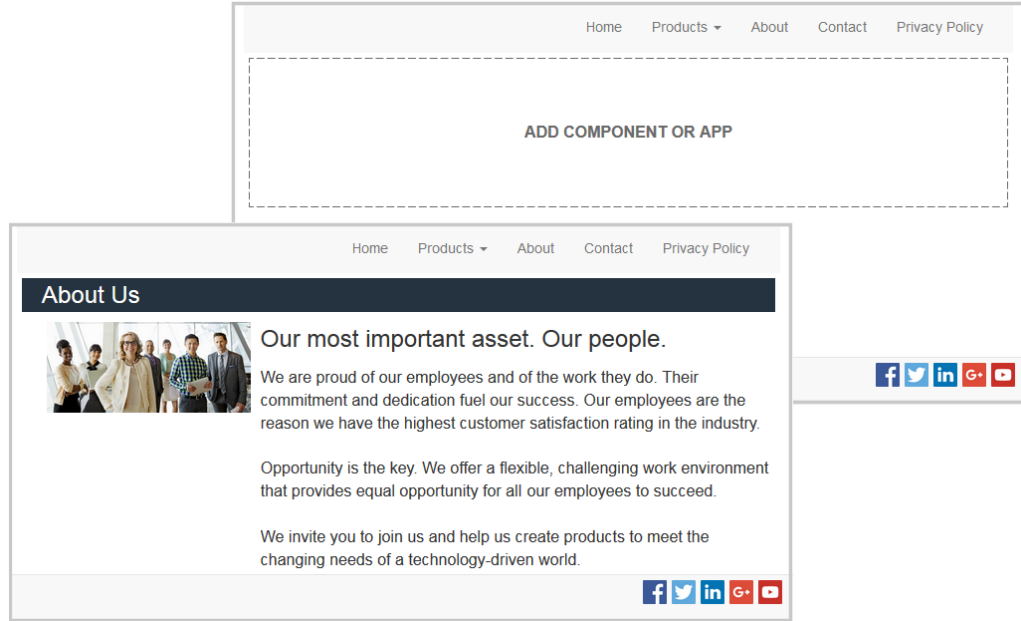 Home Products About Contact Privacy Policy
ADD COMPONENT OR APP
Home Products About Contact Privacy Policy
About Us
Our most important asset. Our people.
We are proud of our employees and of the work they do. Their
commitment and dedication fuel our success. Our employees are the
reason we have the highest customer satisfaction rating in the industry.
Opportunity is the key. We offer a flexible, challenging work environment
that provides equal opportunity for all our employees to succeed.
We invite you to join us and help us create products to meet the
changing needs of a technology-driven world.
f in G+
f in G+